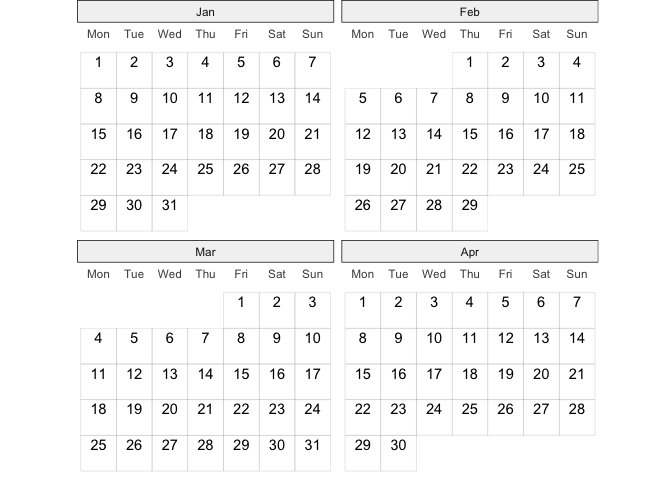 Jan
Mon Tue Wed Thu Fri Sat Sun
1 2 3 4 5 6 7
8 9 10 11 12 13 14
15 16 17 18 19 20 21
22 23 24 25 26 27 28
29 30 31
Feb
Mon Tue Wed Thu Fri Sat Sun
1 2 3 4
5 6 7 8 9 10 11
12 13 14 15 16 17 18
19 20 21 22 23 24 25
26 27 28 29
Mar
Mon Tue Wed Thu Fri Sat Sun
1 2 3
4 5 6 7 8 9 10
11 12 13 14 15 16 17
18 19 20 21 22 23 24
25 26 27 28 29 30 31
Apr
Mon Tue Wed Thu Fri Sat Sun
1 2 3 4 5 6 7
8 9 10 11 12 13 14
15 16 17 18 19 20 21
22 23 24 25 26 27 28
29 30